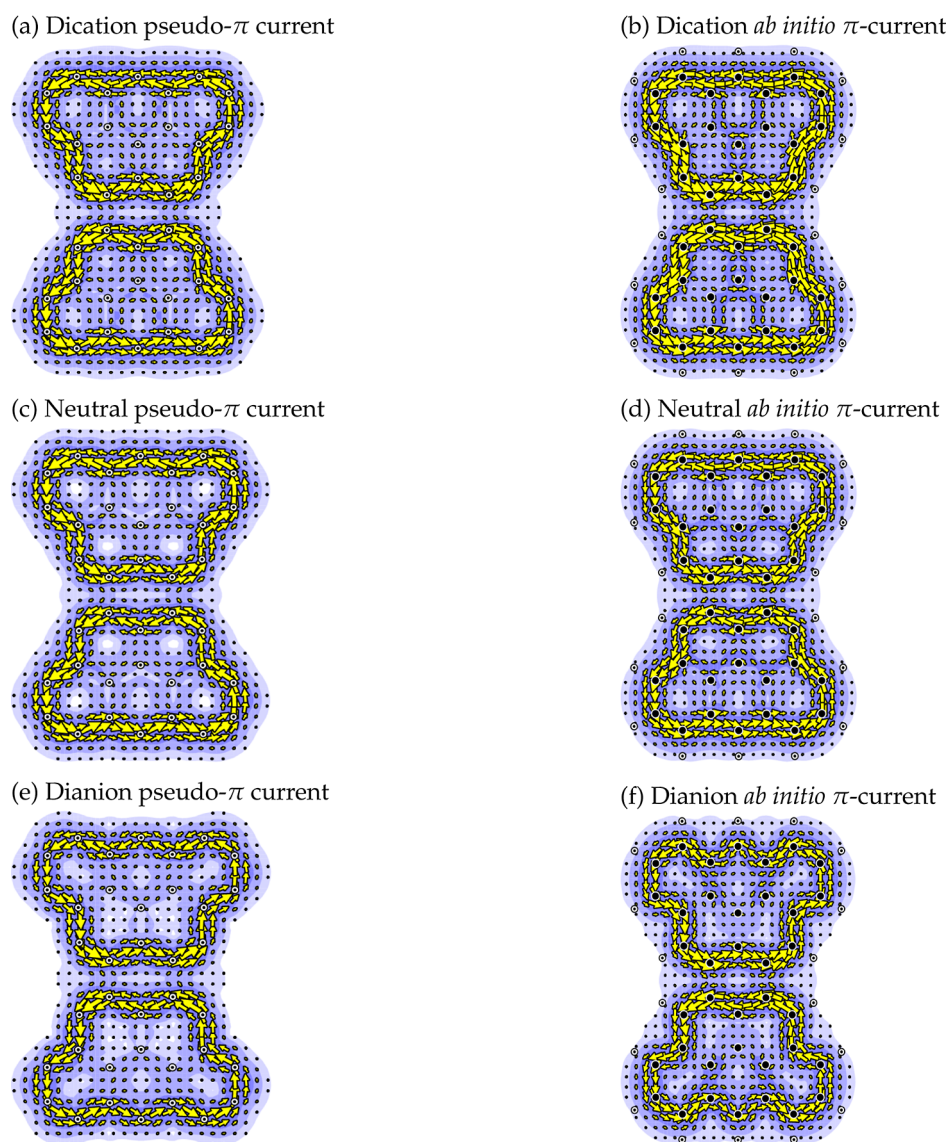 (a) Dication pseudo-π current
(b) Dication ab initio π-current
(c) Neutral pseudo-π current
(d) Neutral ab initio π-current
(e) Dianion pseudo-π current
(f) Dianion ab initio π-current